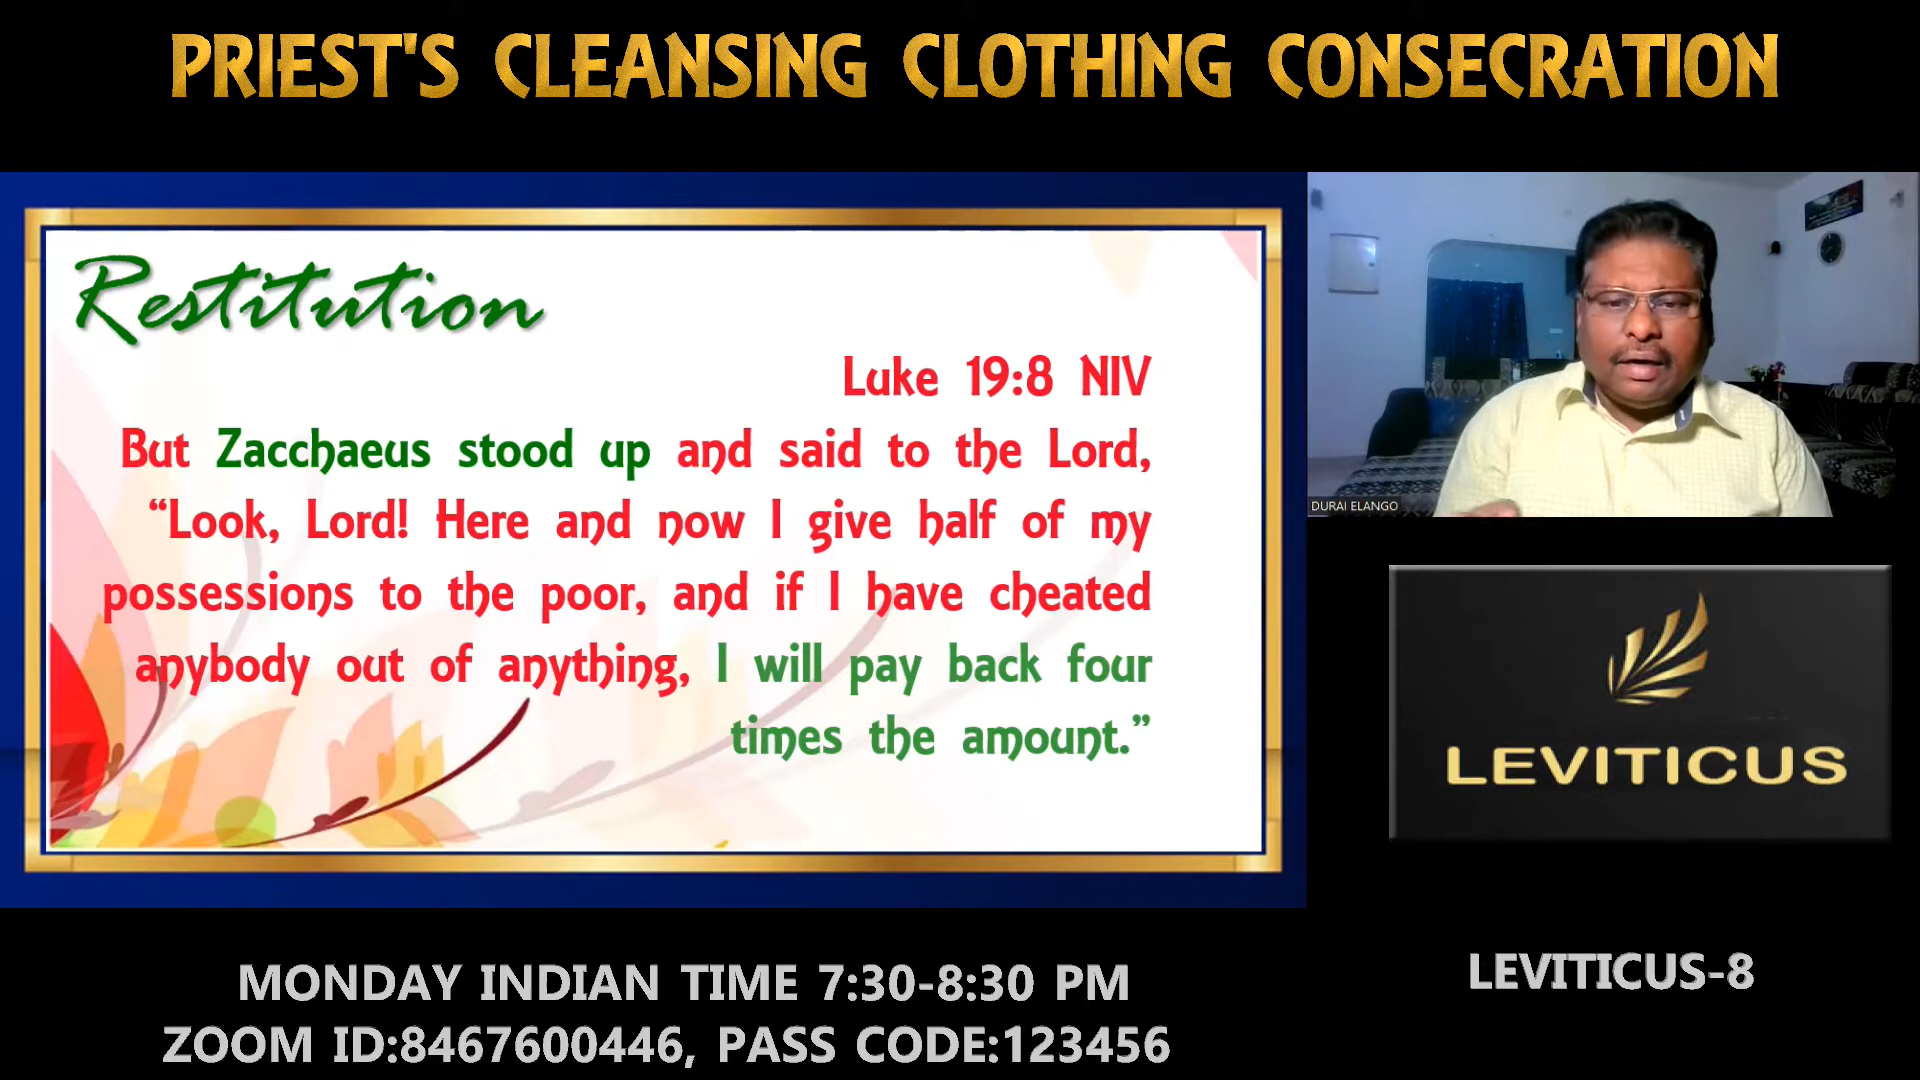 PRIEST'S CLEANSING CLOTHING CONSECRATION
Restitution
Luke 19:8 NIV
But Zacchaeus stood up and said to the Lord,
“Look, Lord! Here and now I give half of my
possessions to the poor, and if I have cheated
anybody out of anything, I will pay back four
times the amount.”
DURAI ELANGO
LEVITICUS
LEVITICUS-8
MONDAY INDIAN TIME 7:30-8:30 PM
ZOOM ID:8467600446, PASS CODE:123456